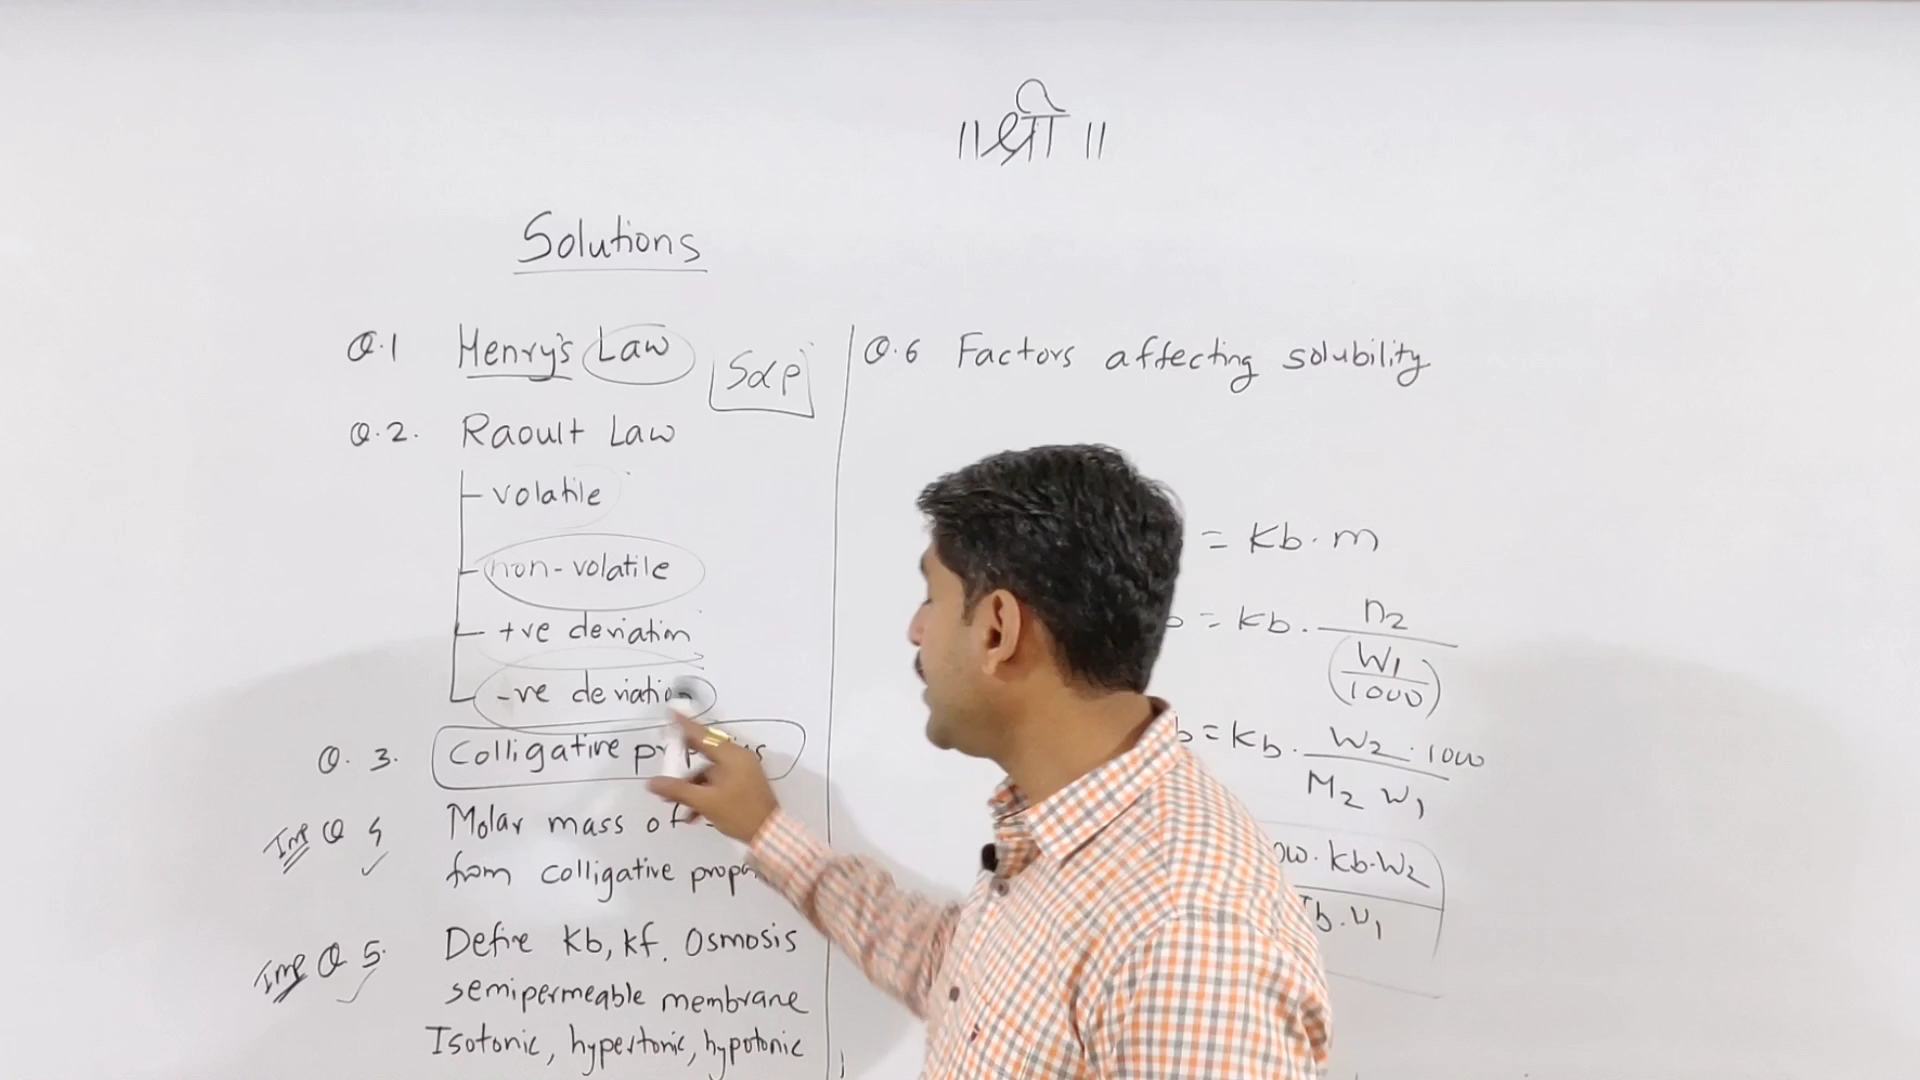 ॥ श्री ॥
Solutions
Q.1 Henry's Law
S∝P
Q.2. Raoult Law
volatile
non-volatile
+ve deviation
-ve deviation
Q. 3. Colligative
Imp Q 4 Molar mass of
from colligative
Imp Q 5. Define Kb, Kf. Osmosis
semipermeable membrane
Isotonic, hypertonic, hypotonic
Q.6 Factors affecting solubility
= Kb. m
= Kb. n2
W1
1000
b = Kb. W2 . 1000
M2 W1
Kb.W2
b.W1